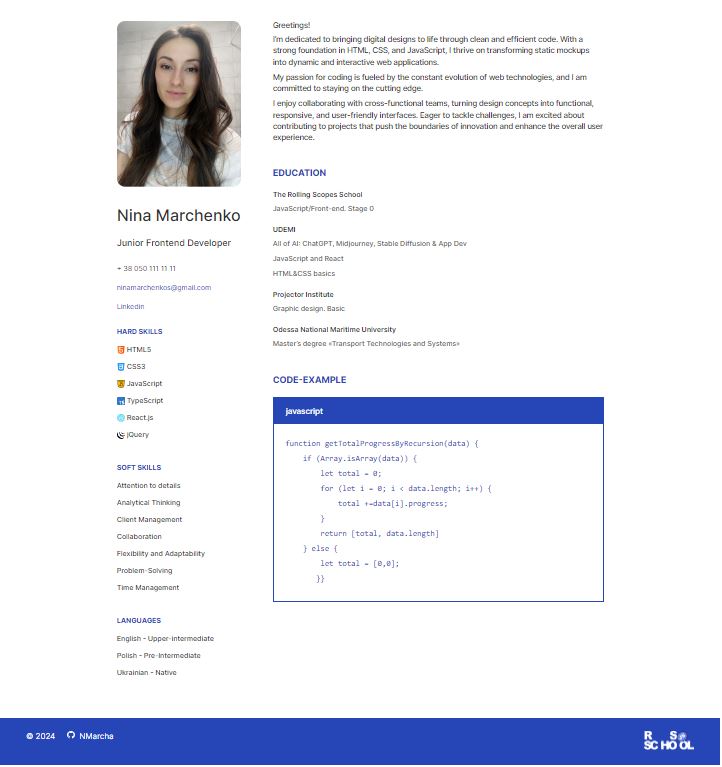 Nina Marchenko
Junior Frontend Developer
+ 38 050 111 11 11
ninamarchenkos@gmail.com
Linkedin
HARD SKILLS
HTML5
CSS3
JavaScript
TypeScript
React.js
jQuery
SOFT SKILLS
Attention to details
Analytical Thinking
Client Management
Collaboration
Flexibility and Adaptability
Problem-Solving
Time Management
LANGUAGES
English - Upper-intermediate
Polish - Pre-Intermediate
Ukrainian - Native
Greetings!
I'm dedicated to bringing digital designs to life through clean and efficient code. With a
strong foundation in HTML, CSS, and JavaScript, I thrive on transforming static mockups
into dynamic and interactive web applications.
My passion for coding is fueled by the constant evolution of web technologies, and I am
committed to staying on the cutting edge.
I enjoy collaborating with cross-functional teams, turning design concepts into functional,
responsive, and user-friendly interfaces. Eager to tackle challenges, I am excited about
contributing to projects that push the boundaries of innovation and enhance the overall user
experience.
EDUCATION
The Rolling Scopes School
JavaScript/Front-end. Stage 0
UDEMI
All of AI: ChatGPT, Midjourney, Stable Diffusion & App Dev
JavaScript and React
HTML&CSS basics
Projector Institute
Graphic design. Basic
Odessa National Maritime University
Master's degree «Transport Technologies and Systems»
CODE-EXAMPLE
javascript
function getTotalProgressByRecursion(data) {
if (Array.isArray(data)) {
let total = 0;
for (let i = 0; i < data.length; i++) {
total +=data[i].progress;
}
return [total, data.length]
} else {
let total = [0,0];
}}
© 2024 NMarcha
RS
SCHOOL